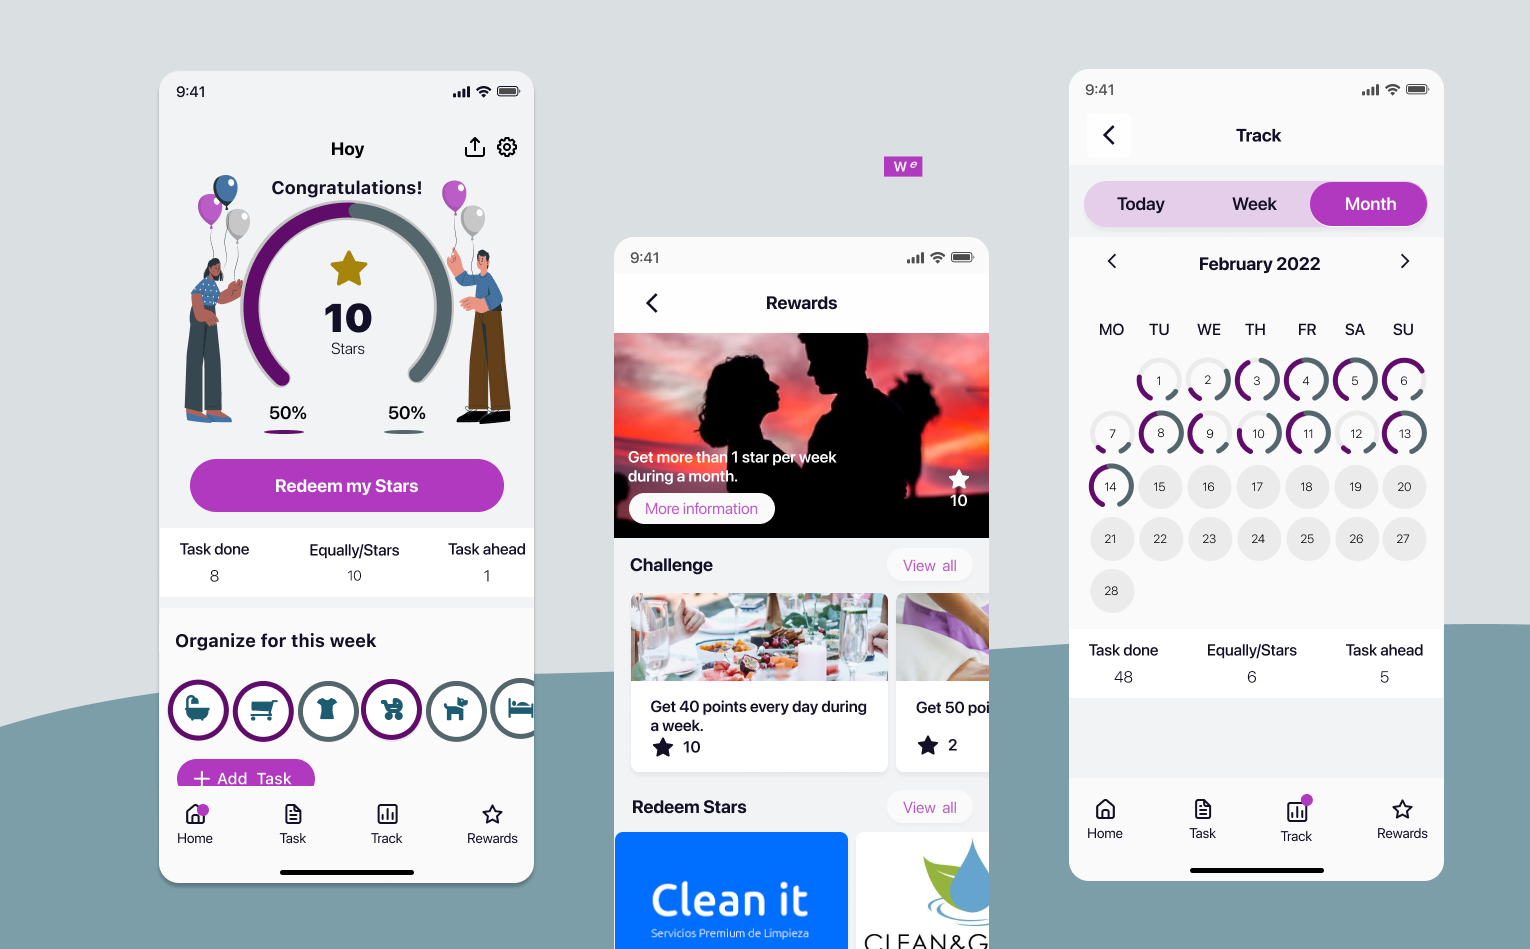 9:41
Hoy
Congratulations!
10
Stars
50%
50%
Redeem my Stars
Task done
Equally/Stars
Task ahead
8
10
1
Organize for this week
+ Add Task
Home
Task
Track
Rewards
We
9:41
Rewards
Get more than 1 star per week
during a month.
10
More information
Challenge
View all
Get 40 points every day during
a week.
10
Get 50 poi
2
Redeem Stars
View all
Clean it
Servicios Premium de Limpieza
CLEAN&G
9:41
Track
Today
Week
Month
February 2022
MO TU WE TH FR SA SU
1 2 3 4 5 6
7 8 9 10 11 12 13
14 15 16 17 18 19 20
21 22 23 24 25 26 27
28
Task done
Equally/Stars
Task ahead
48
6
5
Home
Task
Track
Rewards